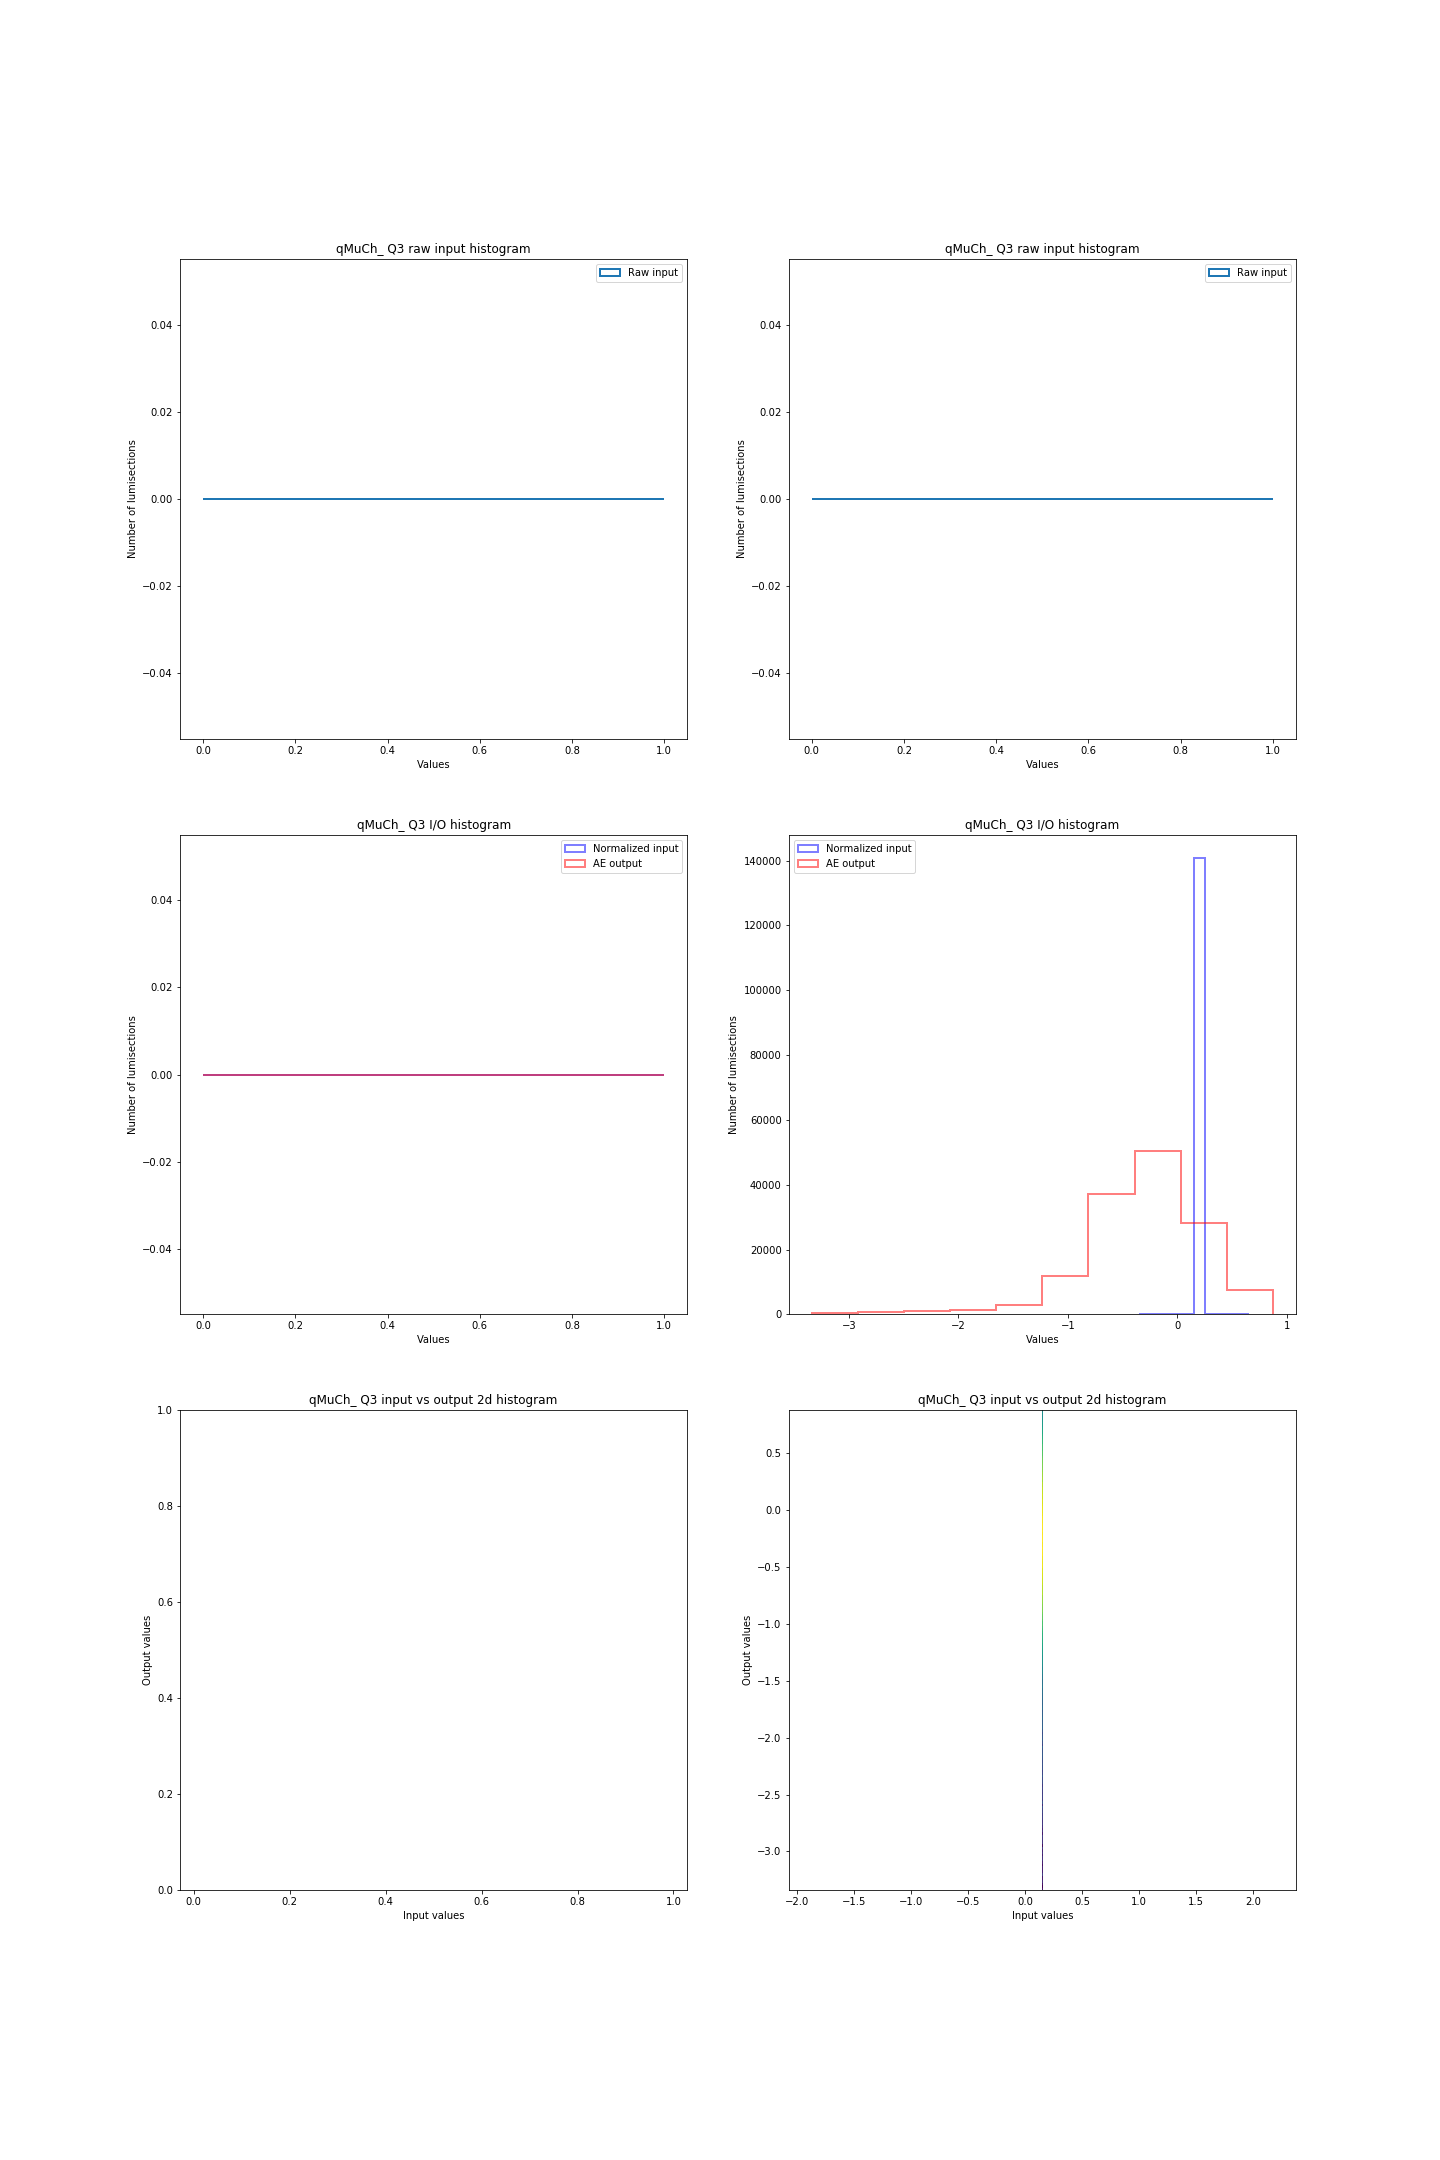 qMuCh_ Q3 raw input histogram
Raw input
0.04
0.02
0.00
−0.02
−0.04
Number of lumisections
0.0 0.2 0.4 0.6 0.8 1.0
Values
qMuCh_ Q3 raw input histogram
Raw input
0.04
0.02
0.00
−0.02
−0.04
Number of lumisections
0.0 0.2 0.4 0.6 0.8 1.0
Values
qMuCh_ Q3 I/O histogram
Normalized input
AE output
0.04
0.02
0.00
−0.02
−0.04
Number of lumisections
0.0 0.2 0.4 0.6 0.8 1.0
Values
qMuCh_ Q3 I/O histogram
Normalized input
AE output
140000
120000
100000
80000
60000
40000
20000
0
Number of lumisections
−3 −2 −1 0 1
Values
qMuCh_ Q3 input vs output 2d histogram
1.0
0.8
0.6
0.4
0.2
0.0
Output values
0.0 0.2 0.4 0.6 0.8 1.0
Input values
qMuCh_ Q3 input vs output 2d histogram
0.5
0.0
−0.5
−1.0
−1.5
−2.0
−2.5
−3.0
Output values
−2.0 −1.5 −1.0 −0.5 0.0 0.5 1.0 1.5 2.0
Input values